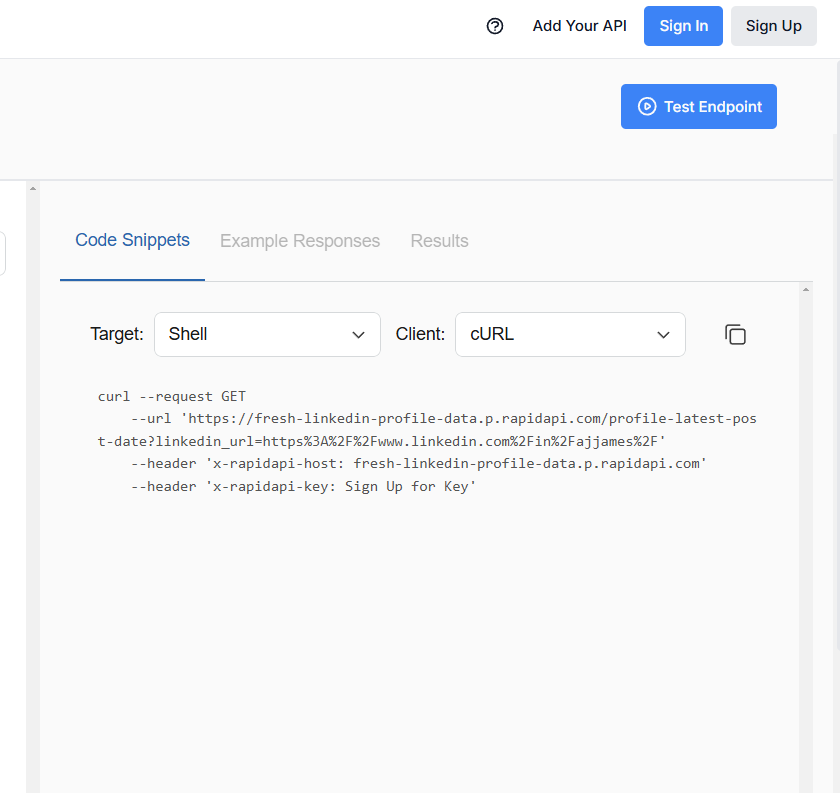 Add Your API Sign In Sign Up
Test Endpoint
Code Snippets Example Responses Results
Target: Shell Client: cURL
curl --request GET
--url 'https://fresh-linkedin-profile-data.p.rapidapi.com/profile-latest-pos
t-date?linkedin_url=https%3A%2F%2Fwww.linkedin.com%2Fin%2Fajjames%2F'
--header 'x-rapidapi-host: fresh-linkedin-profile-data.p.rapidapi.com'
--header 'x-rapidapi-key: Sign Up for Key'